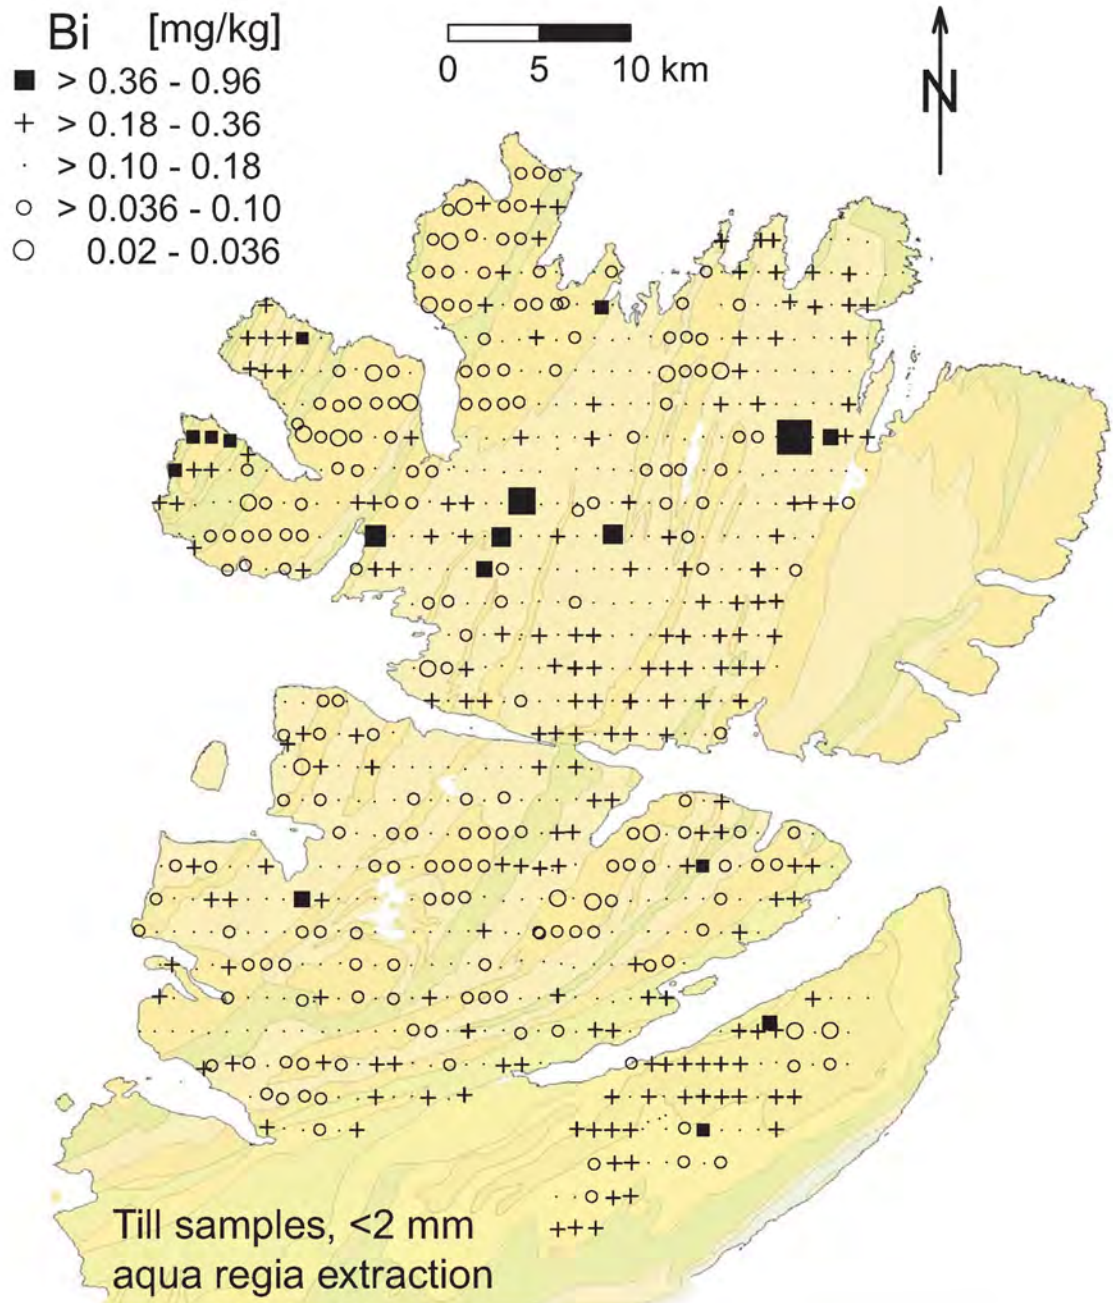 Bi [mg/kg]
> 0.36 - 0.96
> 0.18 - 0.36
> 0.10 - 0.18
> 0.036 - 0.10
0.02 - 0.036
0 5 10 km
N
Till samples, <2 mm
aqua regia extraction